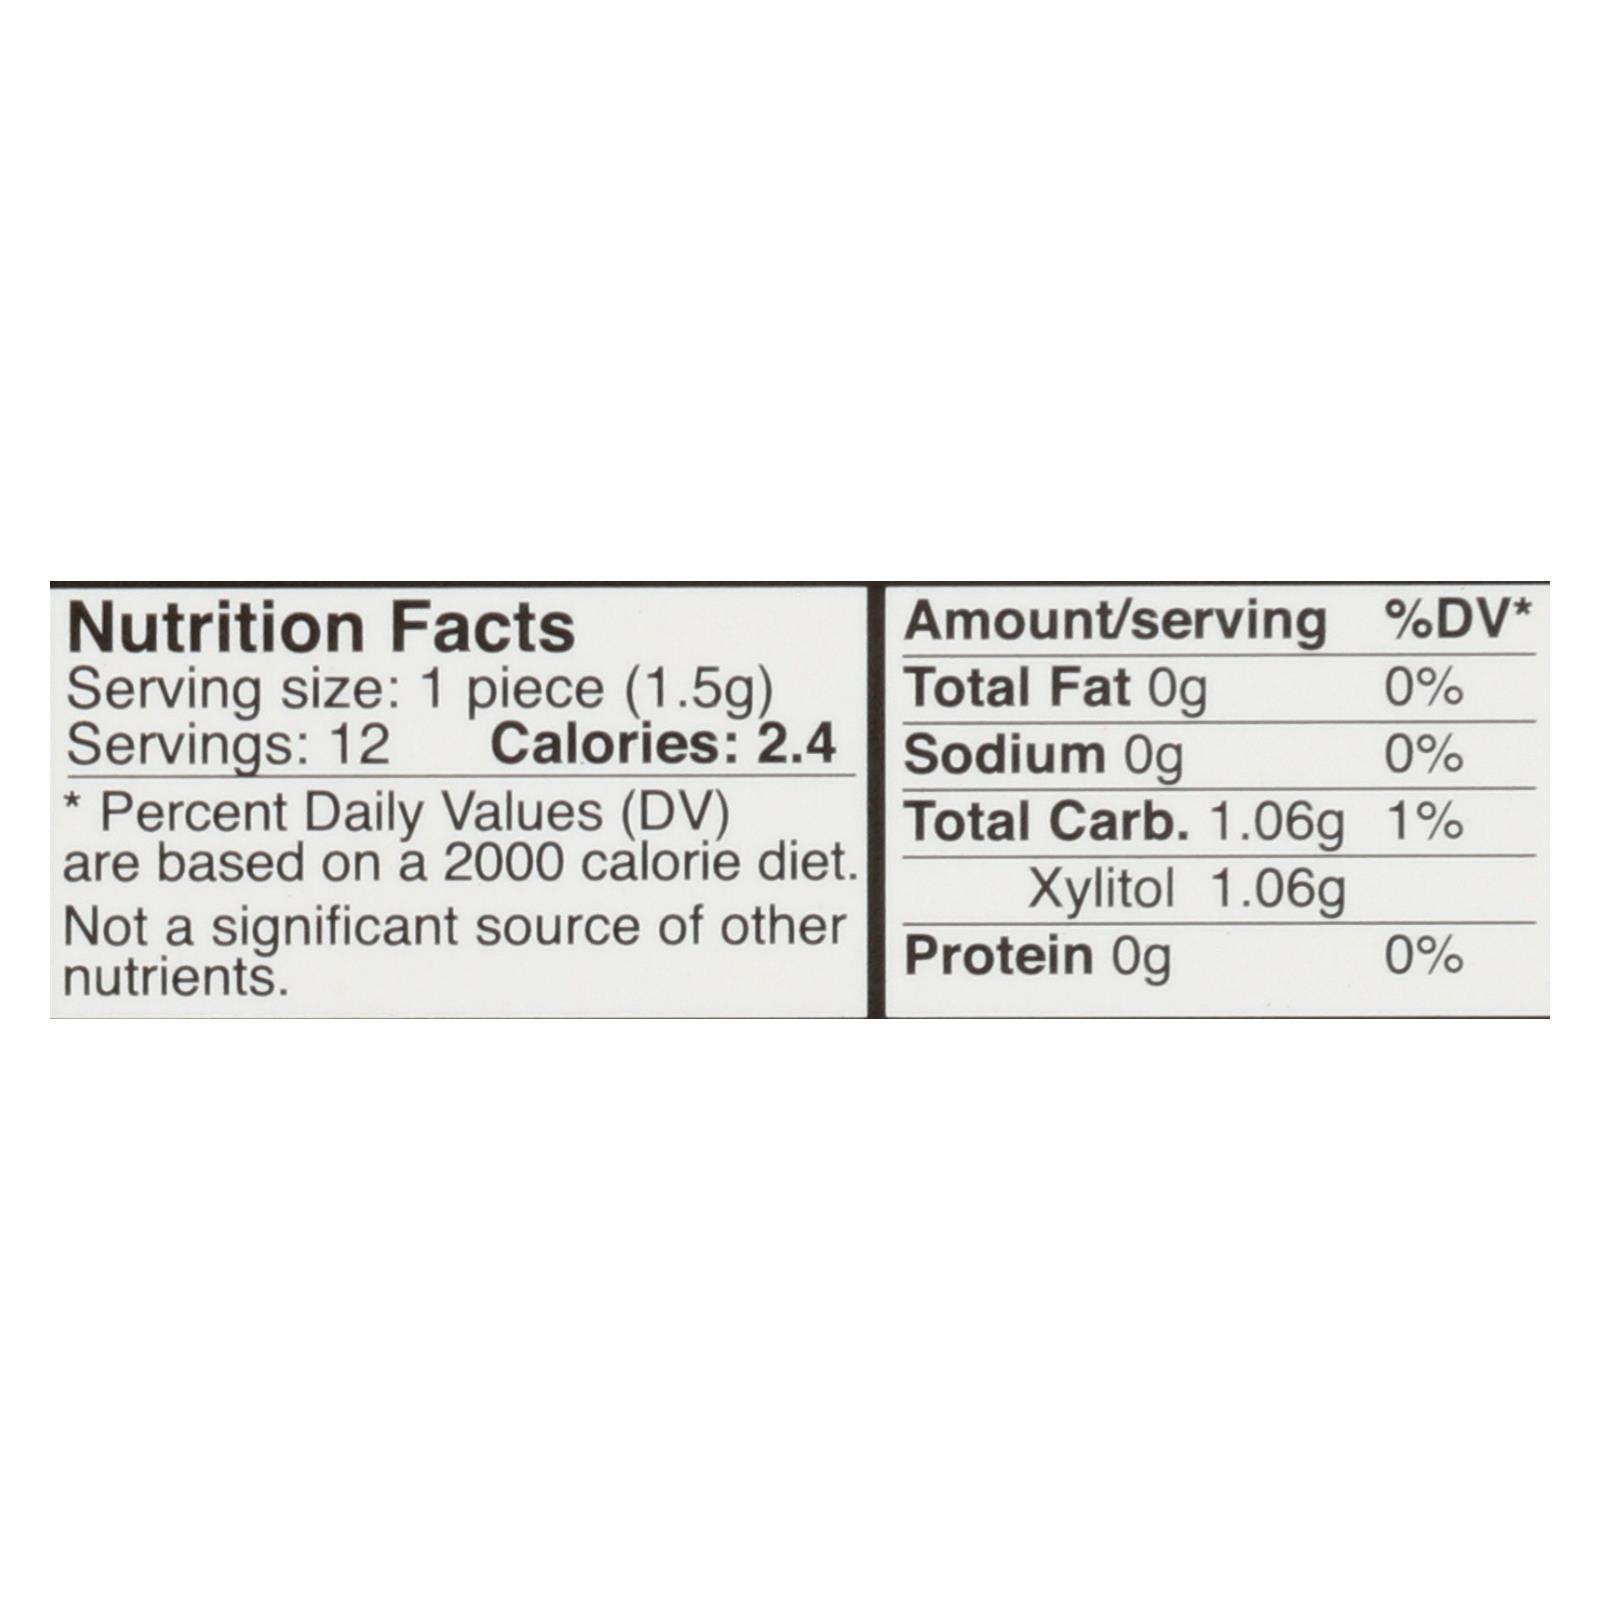 Nutrition Facts
Serving size: 1 piece (1.5g)
Servings: 12 Calories: 2.4
* Percent Daily Values (DV)
are based on a 2000 calorie diet.
Not a significant source of other
nutrients.
Amount/serving %DV*
Total Fat 0g 0%
Sodium 0g 0%
Total Carb. 1.06g 1%
Xylitol 1.06g
Protein 0g 0%